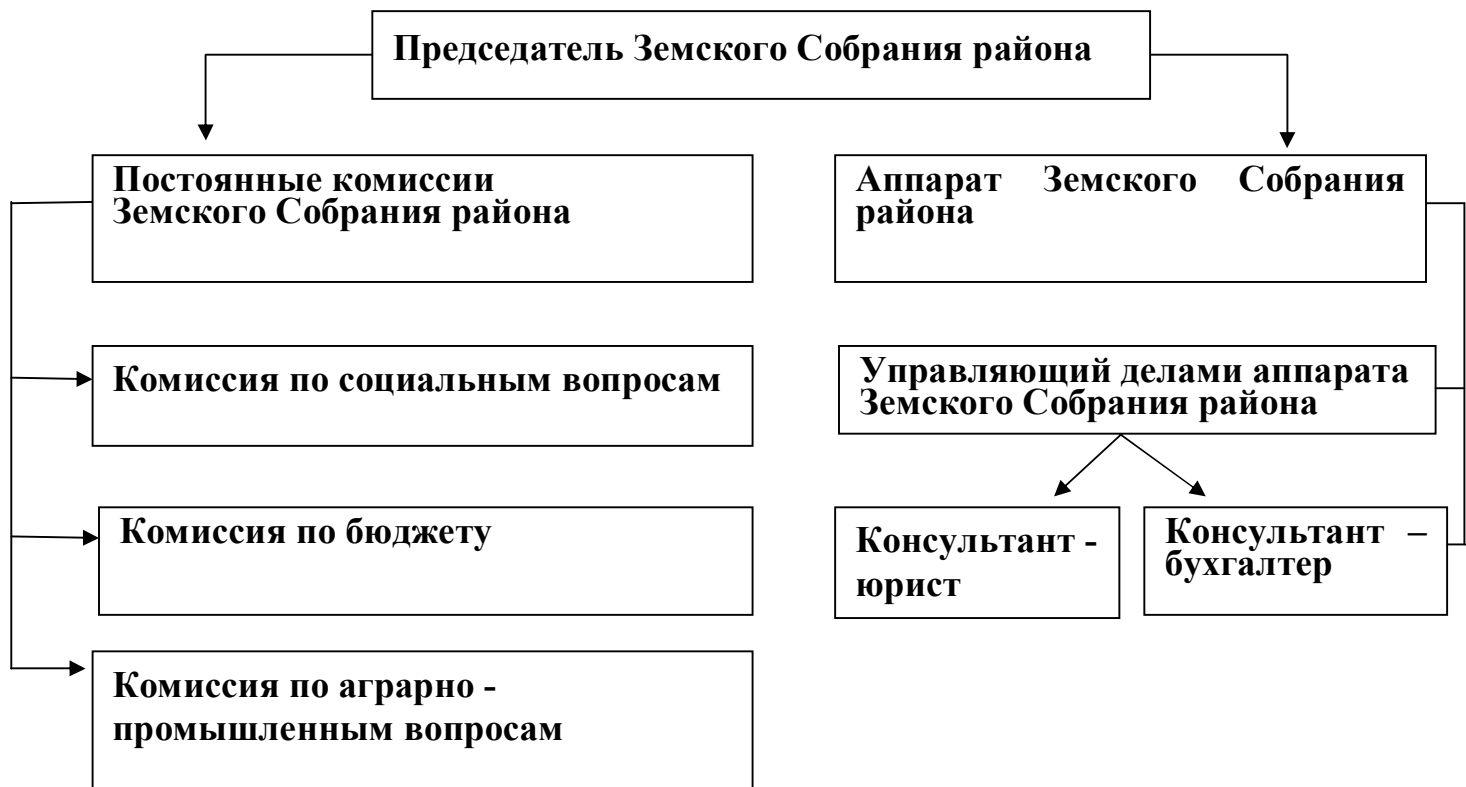 Председатель Земского Собрания района
Постоянные комиссии
Земского Собрания района
Аппарат Земского Собрания
района
Комиссия по социальным вопросам
Управляющий делами аппарата
Земского Собрания района
Комиссия по бюджету
Консультант -
юрист
Консультант –
бухгалтер
Комиссия по аграрно -
промышленным вопросам